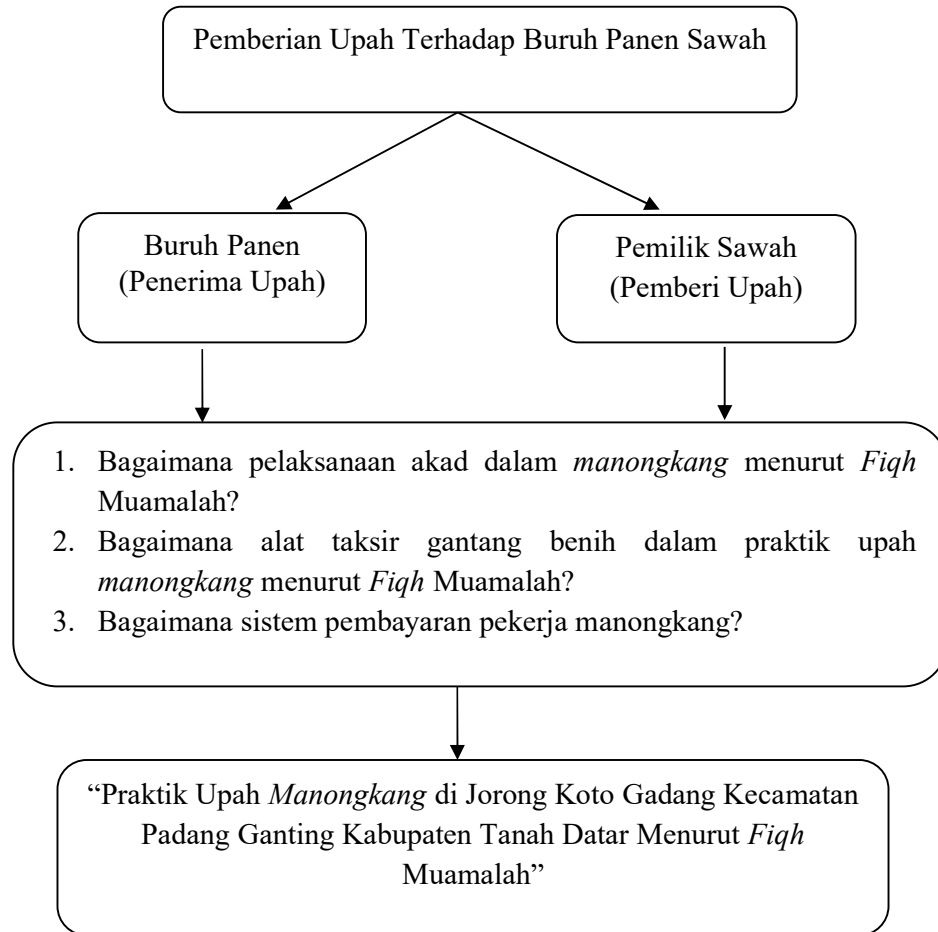 Pemberian Upah Terhadap Buruh Panen Sawah
Buruh Panen
(Penerima Upah)
Pemilik Sawah
(Pemberi Upah)
1. Bagaimana pelaksanaan akad dalam manongkang menurut Fiqh
Muamalah?
2. Bagaimana alat taksir gantang benih dalam praktik upah
manongkang menurut Fiqh Muamalah?
3. Bagaimana sistem pembayaran pekerja manongkang?
“Praktik Upah Manongkang di Jorong Koto Gadang Kecamatan
Padang Ganting Kabupaten Tanah Datar Menurut Fiqh
Muamalah”